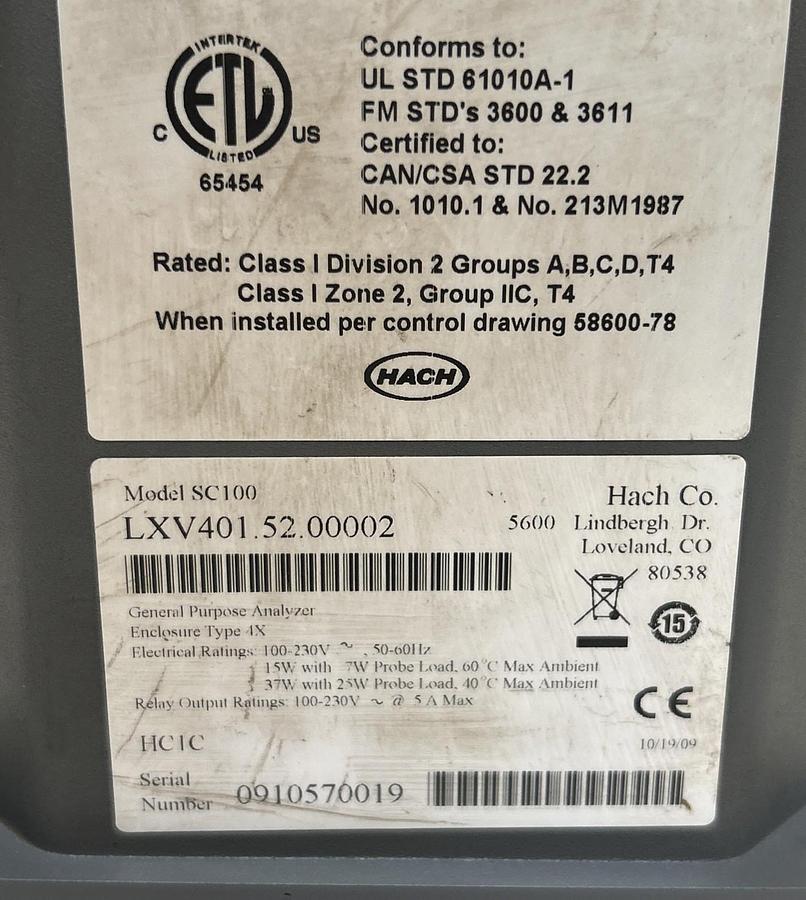 INTERTEK
ETL
C US
LISTED
65454
Conforms to:
UL STD 61010A-1
FM STD's 3600 & 3611
Certified to:
CAN/CSA STD 22.2
No. 1010.1 & No. 213M1987
Rated: Class I Division 2 Groups A,B,C,D,T4
Class I Zone 2, Group IIC, T4
When installed per control drawing 58600-78
HACH
Model SC100
LXV401.52.00002
Hach Co.
5600 Lindbergh Dr.
Loveland, CO
80538
15
General Purpose Analyzer
Enclosure Type 4X
Electrical Ratings: 100-230V ~ , 50-60Hz
15W with 7W Probe Load, 60 °C Max Ambient
37W with 25W Probe Load, 40 °C Max Ambient
Relay Output Ratings: 100-230V ~ @ 5 A Max
CE
HC1C
10/19/09
Serial
Number 0910570019